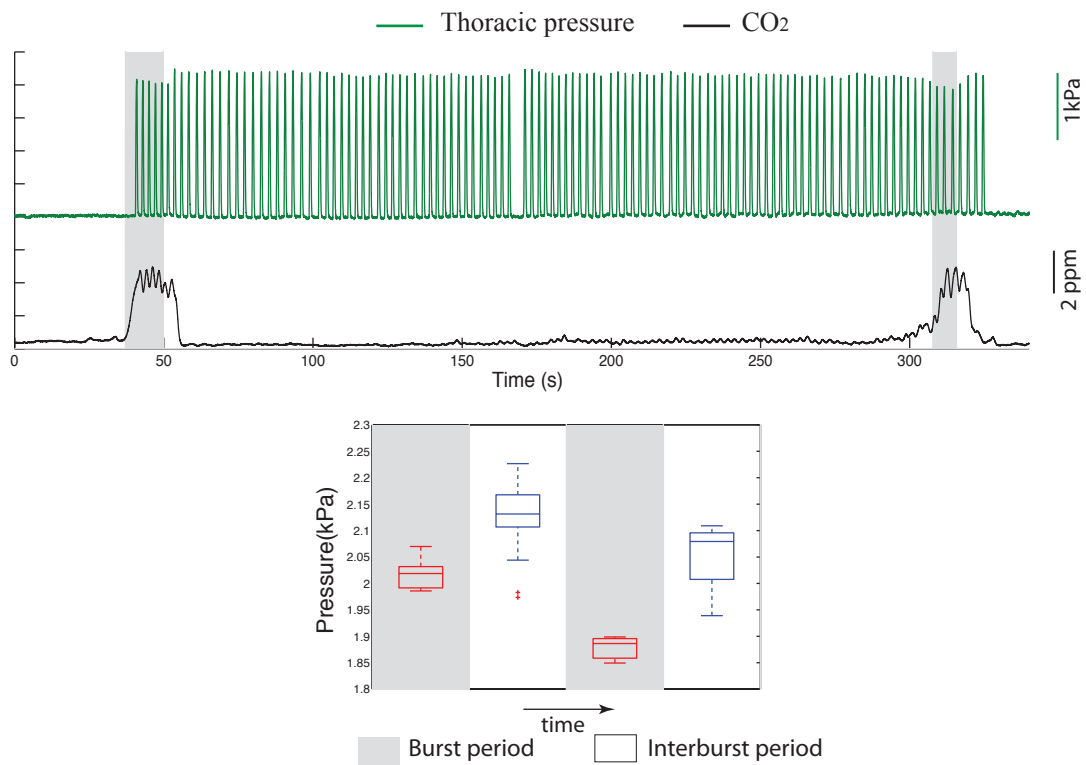 Thoracic pressure CO2
1kPa
2 ppm
0 50 100 150 200 250 300
Time (s)
2.3
2.25
2.2
2.15
2.1
2.05
2
1.95
1.9
1.85
1.8
Pressure(kPa)
time
Burst period Interburst period